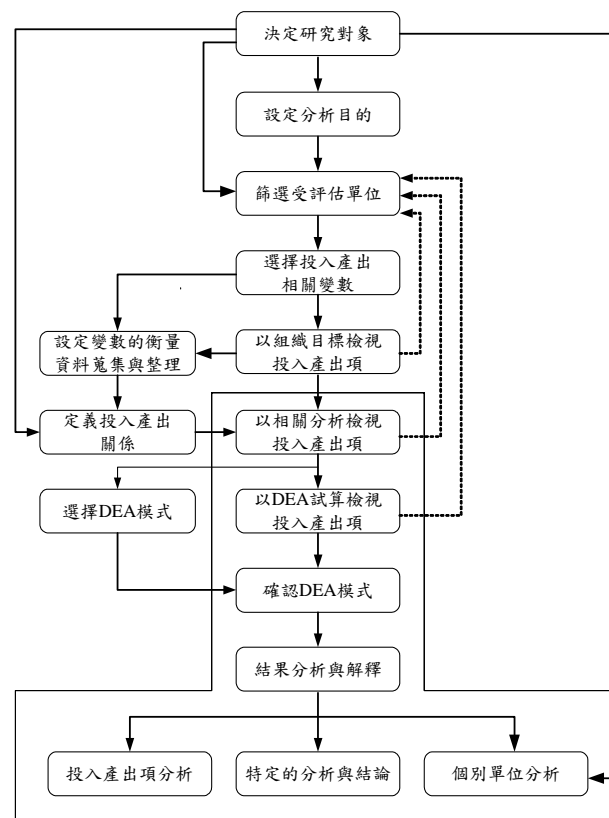 決定研究對象
設定分析目的
篩選受評估單位
選擇投入產出
相關變數
設定變數的衡量
資料蒐集與整理
以組織目標檢視
投入產出項
定義投入產出
關係
以相關分析檢視
投入產出項
選擇DEA模式
以DEA試算檢視
投入產出項
確認DEA模式
結果分析與解釋
投入產出項分析
特定的分析與結論
個別單位分析